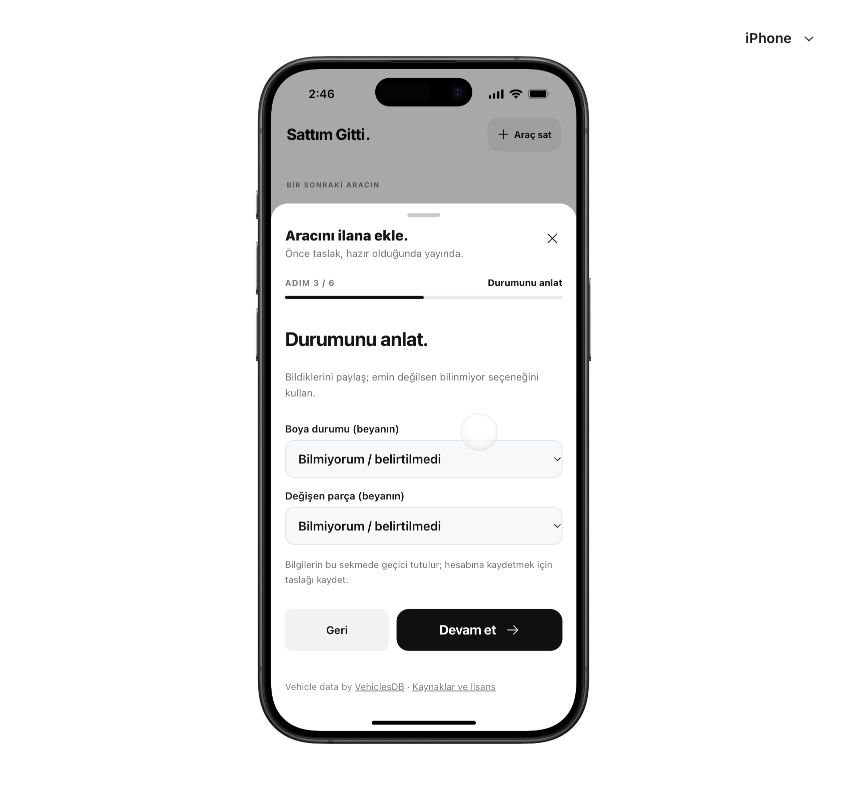 iPhone
2:46
Sattım Gitti.
+ Araç sat
BİR SONRAKİ ARACIN
Aracını ilana ekle.
Önce taslak, hazır olduğunda yayında.
ADIM 3 / 6
Durumunu anlat
Durumunu anlat.
Bildiklerini paylaş; emin değilsen bilinmiyor seçeneğini
kullan.
Boya durumu (beyanın)
Bilmiyorum / belirtilmedi
Değişen parça (beyanın)
Bilmiyorum / belirtilmedi
Bilgilerin bu sekmede geçici tutulur; hesabına kaydetmek için
taslağı kaydet.
Geri
Devam et →
Vehicle data by VehiclesDB · Kaynaklar ve lisans